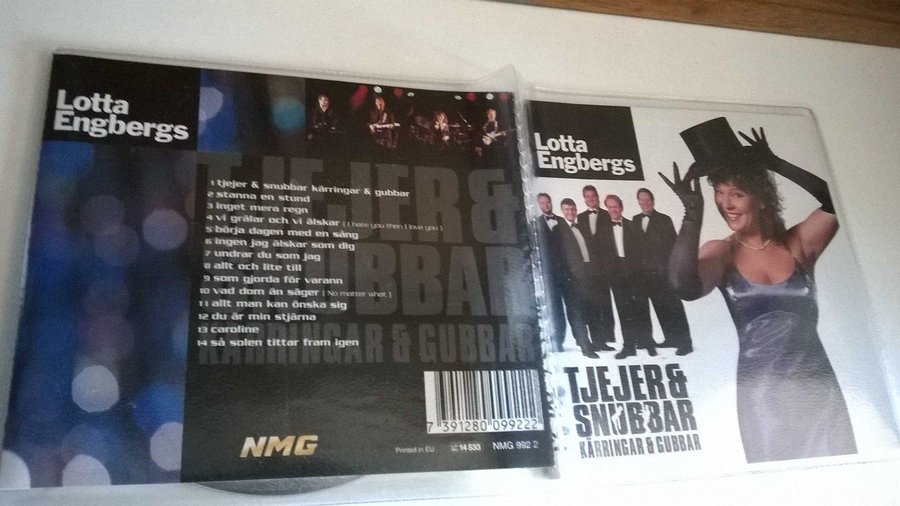 Lotta
Engbergs
TJEJER &
SNUBBAR
KÄRRINGAR & GUBBAR
1 tjejer & snubbar kärringar & gubbar
2 stanna en stund
3 inget mera regn
4 vi grälar och vi älskar ( I hate you then I love you )
5 börja dagen med en sång
6 ingen jag älskar som dig
7 undrar du som jag
8 allt och lite till
9 som gjorda för varann
10 vad dom än säger ( No matter what )
11 allt man kan önska sig
12 du är min stjärna
13 caroline
14 så solen tittar fram igen
7 391280 099222
NMG
Printed in EU LC 14 533 NMG 992 2
Lotta
Engbergs
TJEJER &
SNUBBAR
KÄRRINGAR & GUBBAR